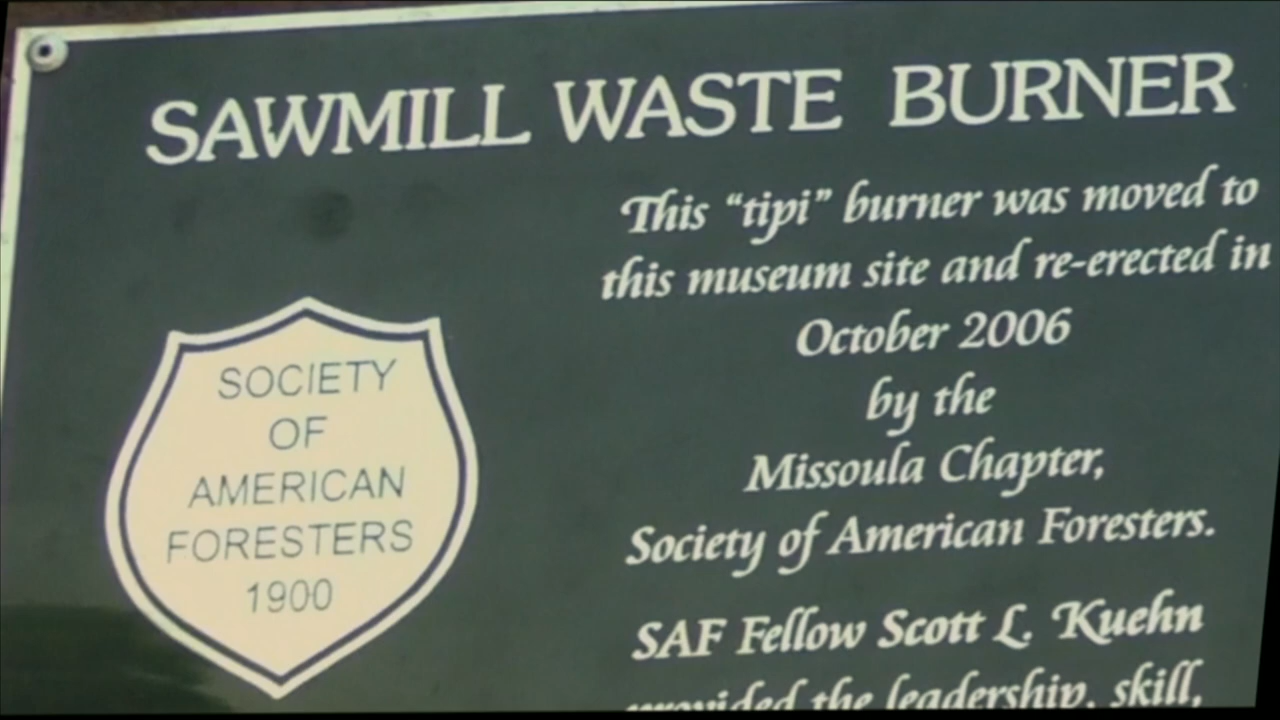 SAWMILL WASTE BURNER
This “tipi” burner was moved to
this museum site and re-erected in
October 2006
by the
Missoula Chapter,
Society of American Foresters.
SAF Fellow Scott L. Kuehn
provided the leadership, skill,
SOCIETY
OF
AMERICAN
FORESTERS
1900